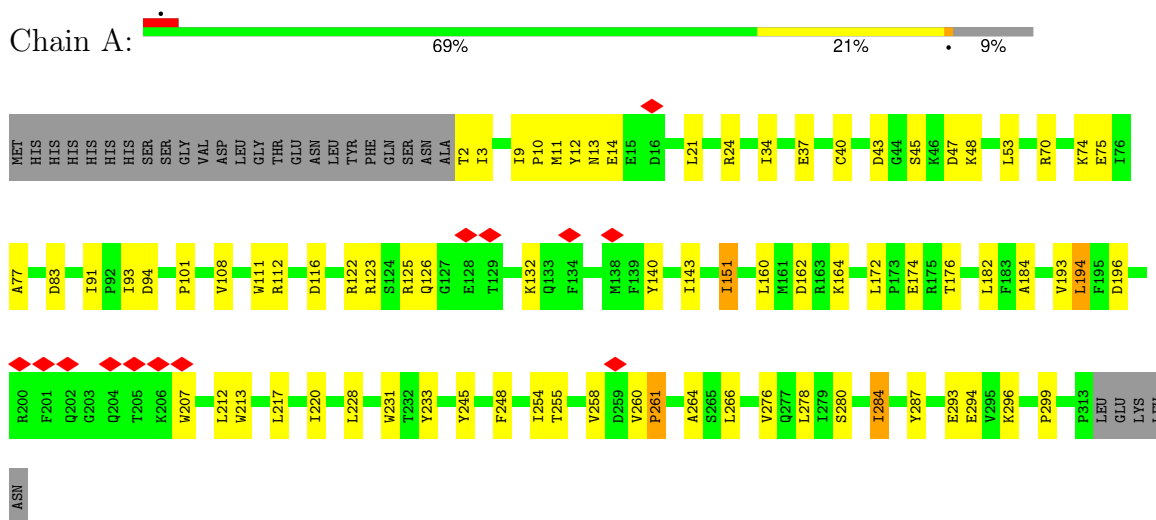 Chain A:
69% 21% • 9%
MET HIS HIS HIS HIS HIS HIS SER SER GLY VAL ASP LEU GLY THR GLU ASN LEU TYR PHE GLN SER ASN ALA T2 I3 I9 P10 M11 Y12 N13 E14 E15 D16 L21 R24 I34 E37 C40 D43 G44 S45 K46 D47 K48 L53 R70 K74 E75 I76
A77 D83 I91 P92 I93 D94 P101 V108 W111 R112 D116 R122 R123 S124 R125 Q126 G127 E128 T129 K132 Q133 F134 M138 F139 Y140 I143 I151 L160 M161 D162 R163 K164 L172 P173 E174 R175 T176 L182 F183 A184 V193 L194 F195 D196
R200 F201 Q202 G203 Q204 T205 K206 W207 L212 W213 L217 I220 L228 W231 T232 Y233 Y245 F248 I254 T255 V258 D259 V260 P261 A264 S265 L266 V276 Q277 L278 I279 S280 I284 Y287 E293 E294 V295 K296 P299 P313 LEU GLU LYS LEU
ASN